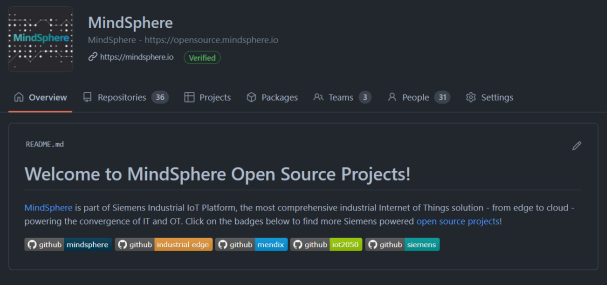 MindSphere
MindSphere
MindSphere - https://opensource.mindsphere.io
https://mindsphere.io Verified
Overview Repositories 36 Projects Packages Teams 3 People 31 Settings
README.md
Welcome to MindSphere Open Source Projects!
MindSphere is part of Siemens Industrial IoT Platform, the most comprehensive industrial Internet of Things solution - from edge to cloud -
powering the convergence of IT and OT. Click on the badges below to find more Siemens powered open source projects!
github mindsphere github industrial edge github mendix github iot2050 github siemens